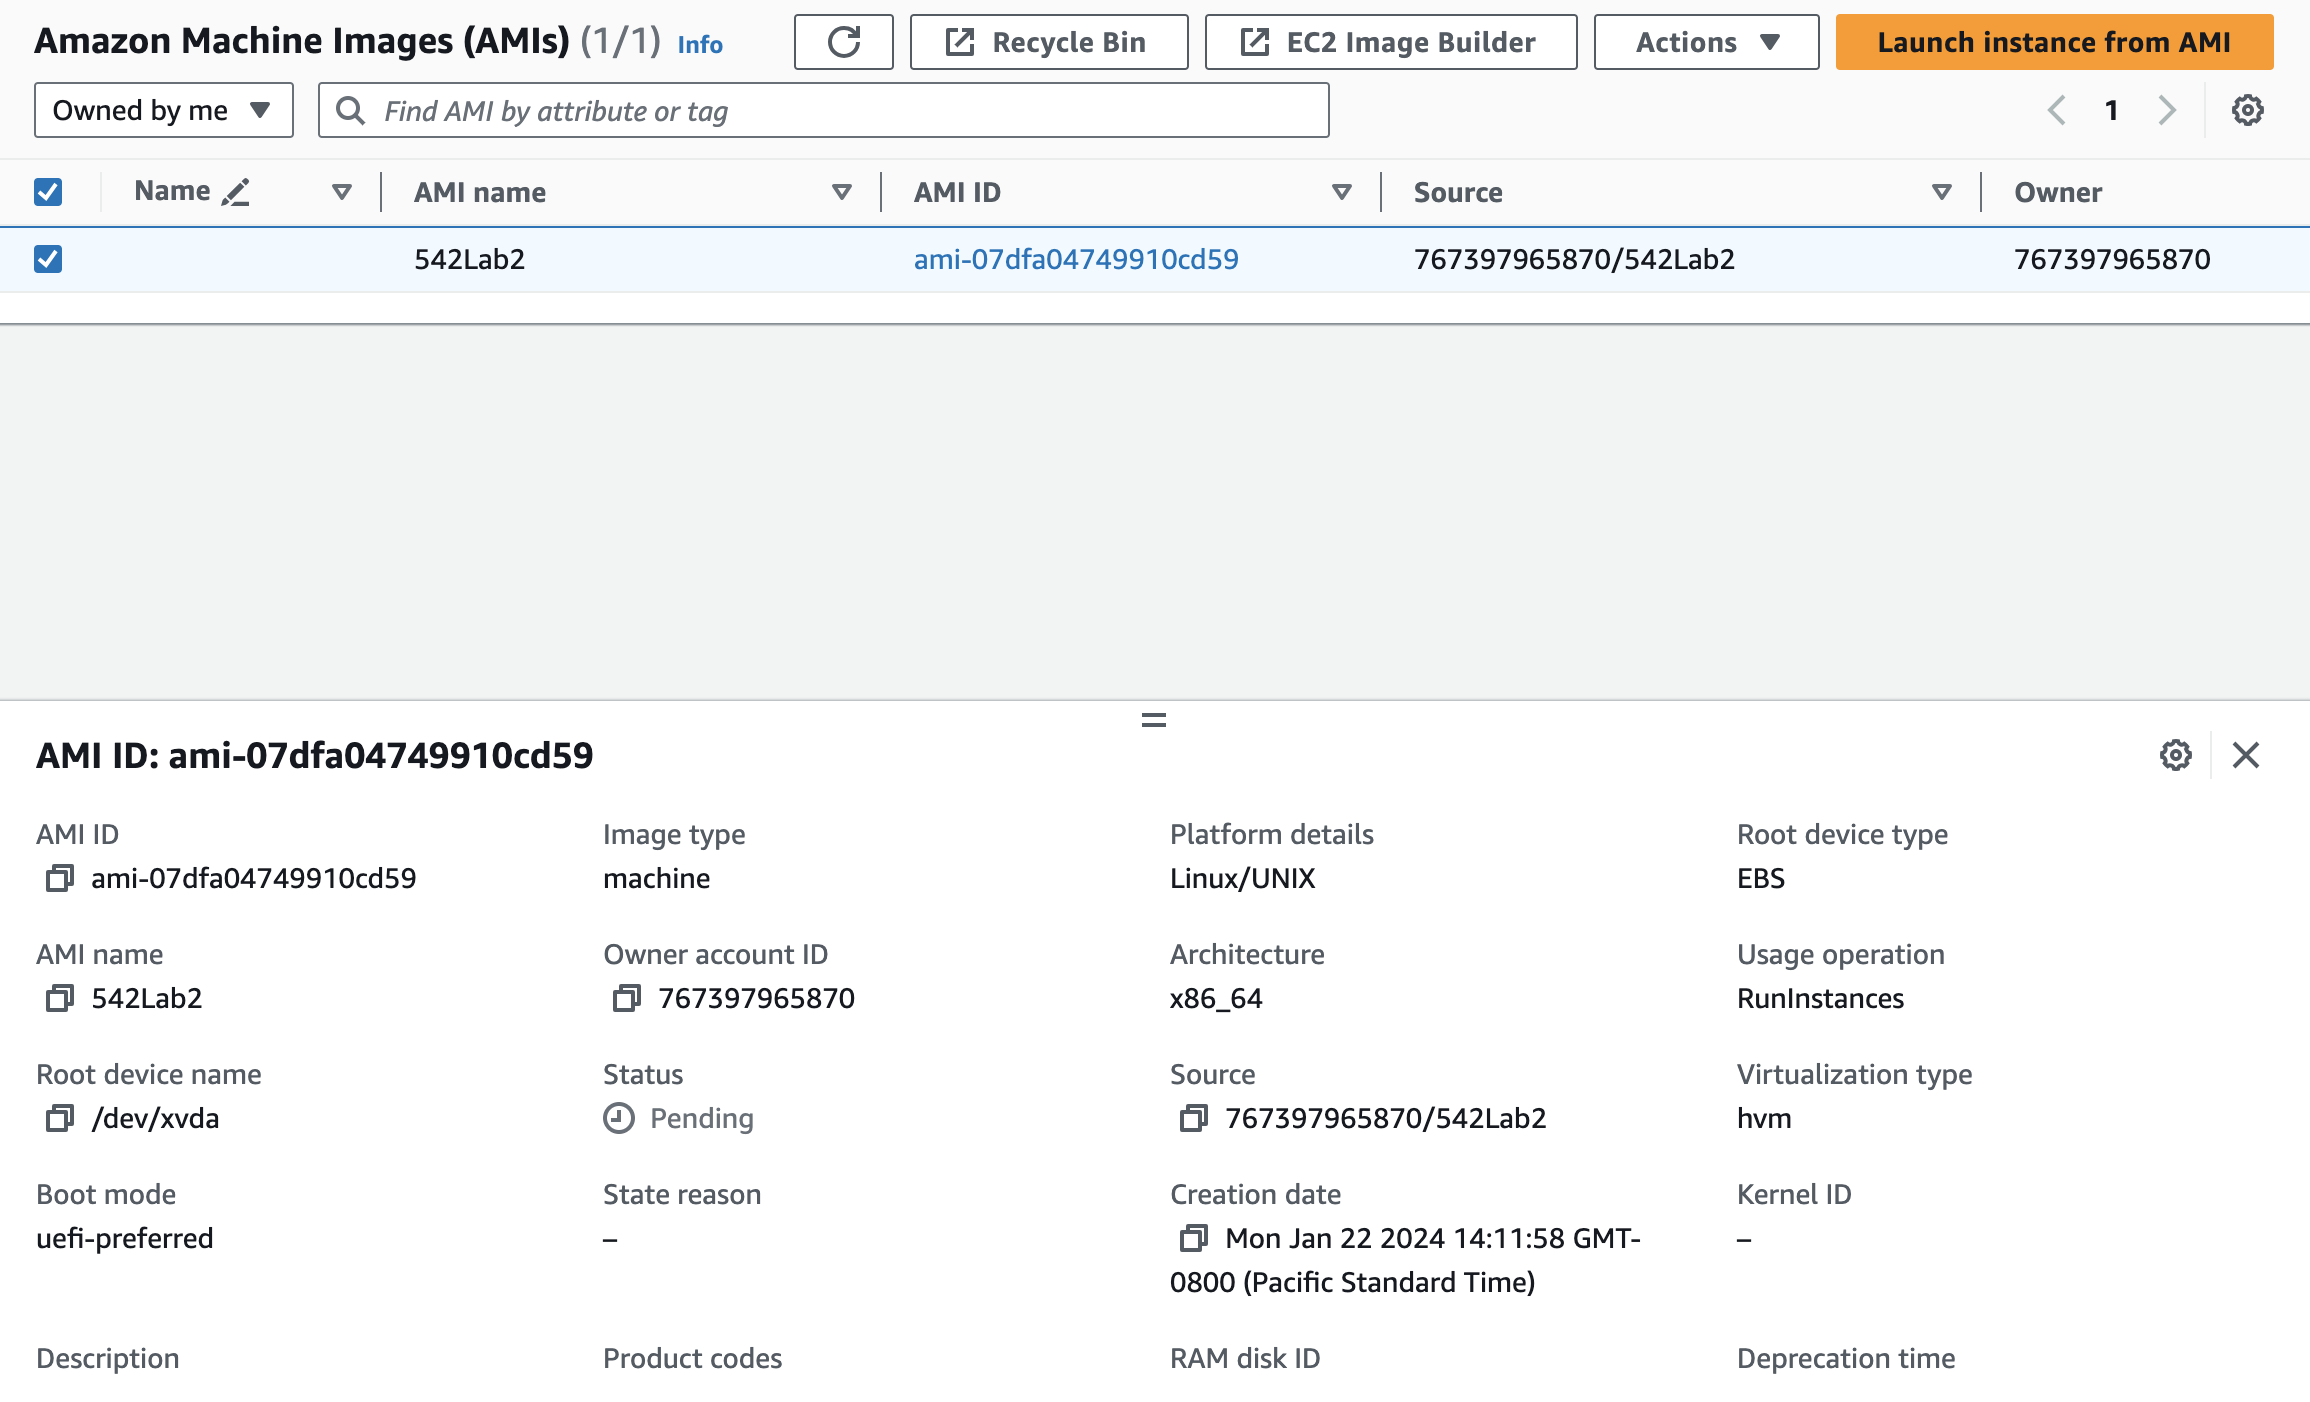 Amazon Machine Images (AMIs) (1/1) Info Recycle Bin EC2 Image Builder Actions Launch instance from AMI
Owned by me Find AMI by attribute or tag 1
Name AMI name AMI ID Source Owner
542Lab2 ami-07dfa04749910cd59 767397965870/542Lab2 767397965870
AMI ID: ami-07dfa04749910cd59
AMI ID Image type Platform details Root device type
ami-07dfa04749910cd59 machine Linux/UNIX EBS
AMI name Owner account ID Architecture Usage operation
542Lab2 767397965870 x86_64 RunInstances
Root device name Status Source Virtualization type
/dev/xvda Pending 767397965870/542Lab2 hvm
Boot mode State reason Creation date Kernel ID
uefi-preferred – Mon Jan 22 2024 14:11:58 GMT- –
0800 (Pacific Standard Time)
Description Product codes RAM disk ID Deprecation time